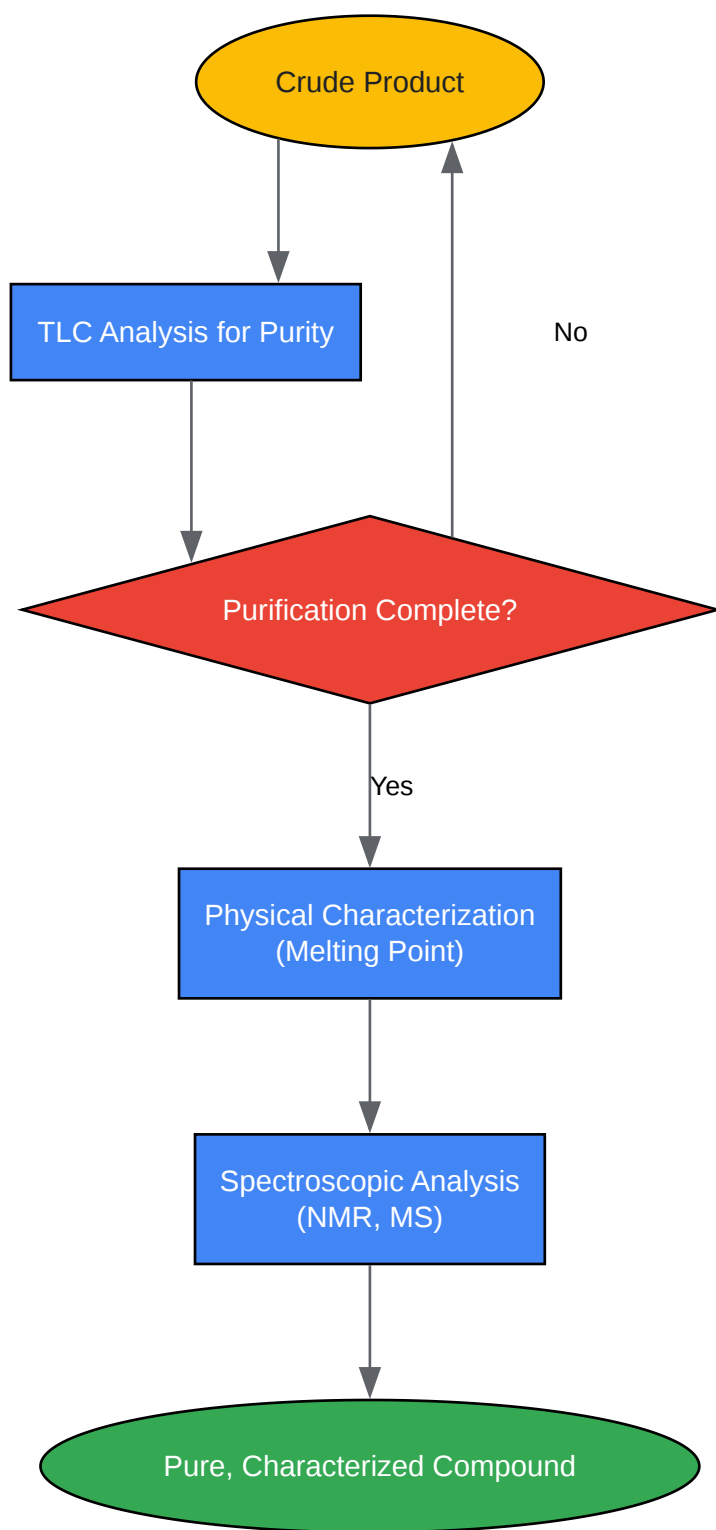 Crude Product
TLC Analysis for Purity
No
Purification Complete?
Yes
Physical Characterization
(Melting Point)
Spectroscopic Analysis
(NMR, MS)
Pure, Characterized Compound